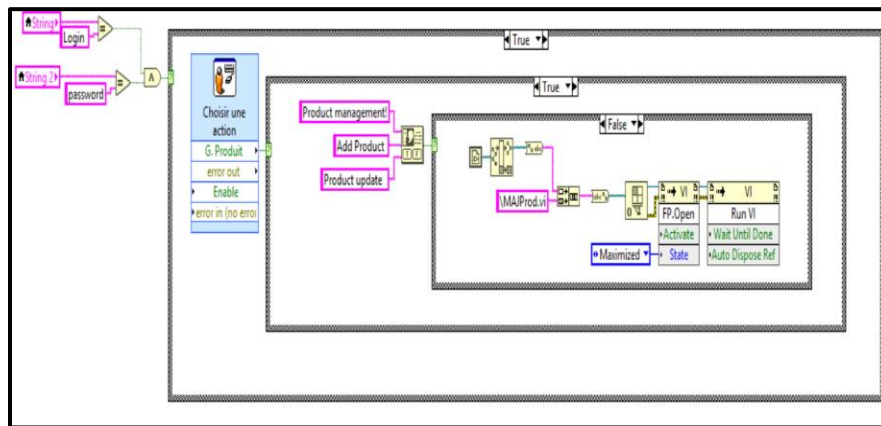 String
Login
String 2
password
True
Choisir une
action
G. Produit
error out
Enable
error in (no erro
True
Product management!
Add Product
Product update
False
\MAJProd.vi
Maximized
VI
FP.Open
Activate
State
VI
Run VI
Wait Until Done
Auto Dispose Ref